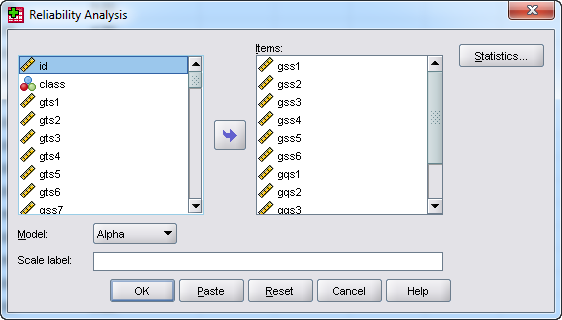 Reliability Analysis
Items:
Statistics...
id
class
gts1
gts2
gts3
gts4
gts5
gts6
gss7
gss1
gss2
gss3
gss4
gss5
gss6
gqs1
gqs2
gqs3
Model:
Alpha
Scale label:
OK
Paste
Reset
Cancel
Help